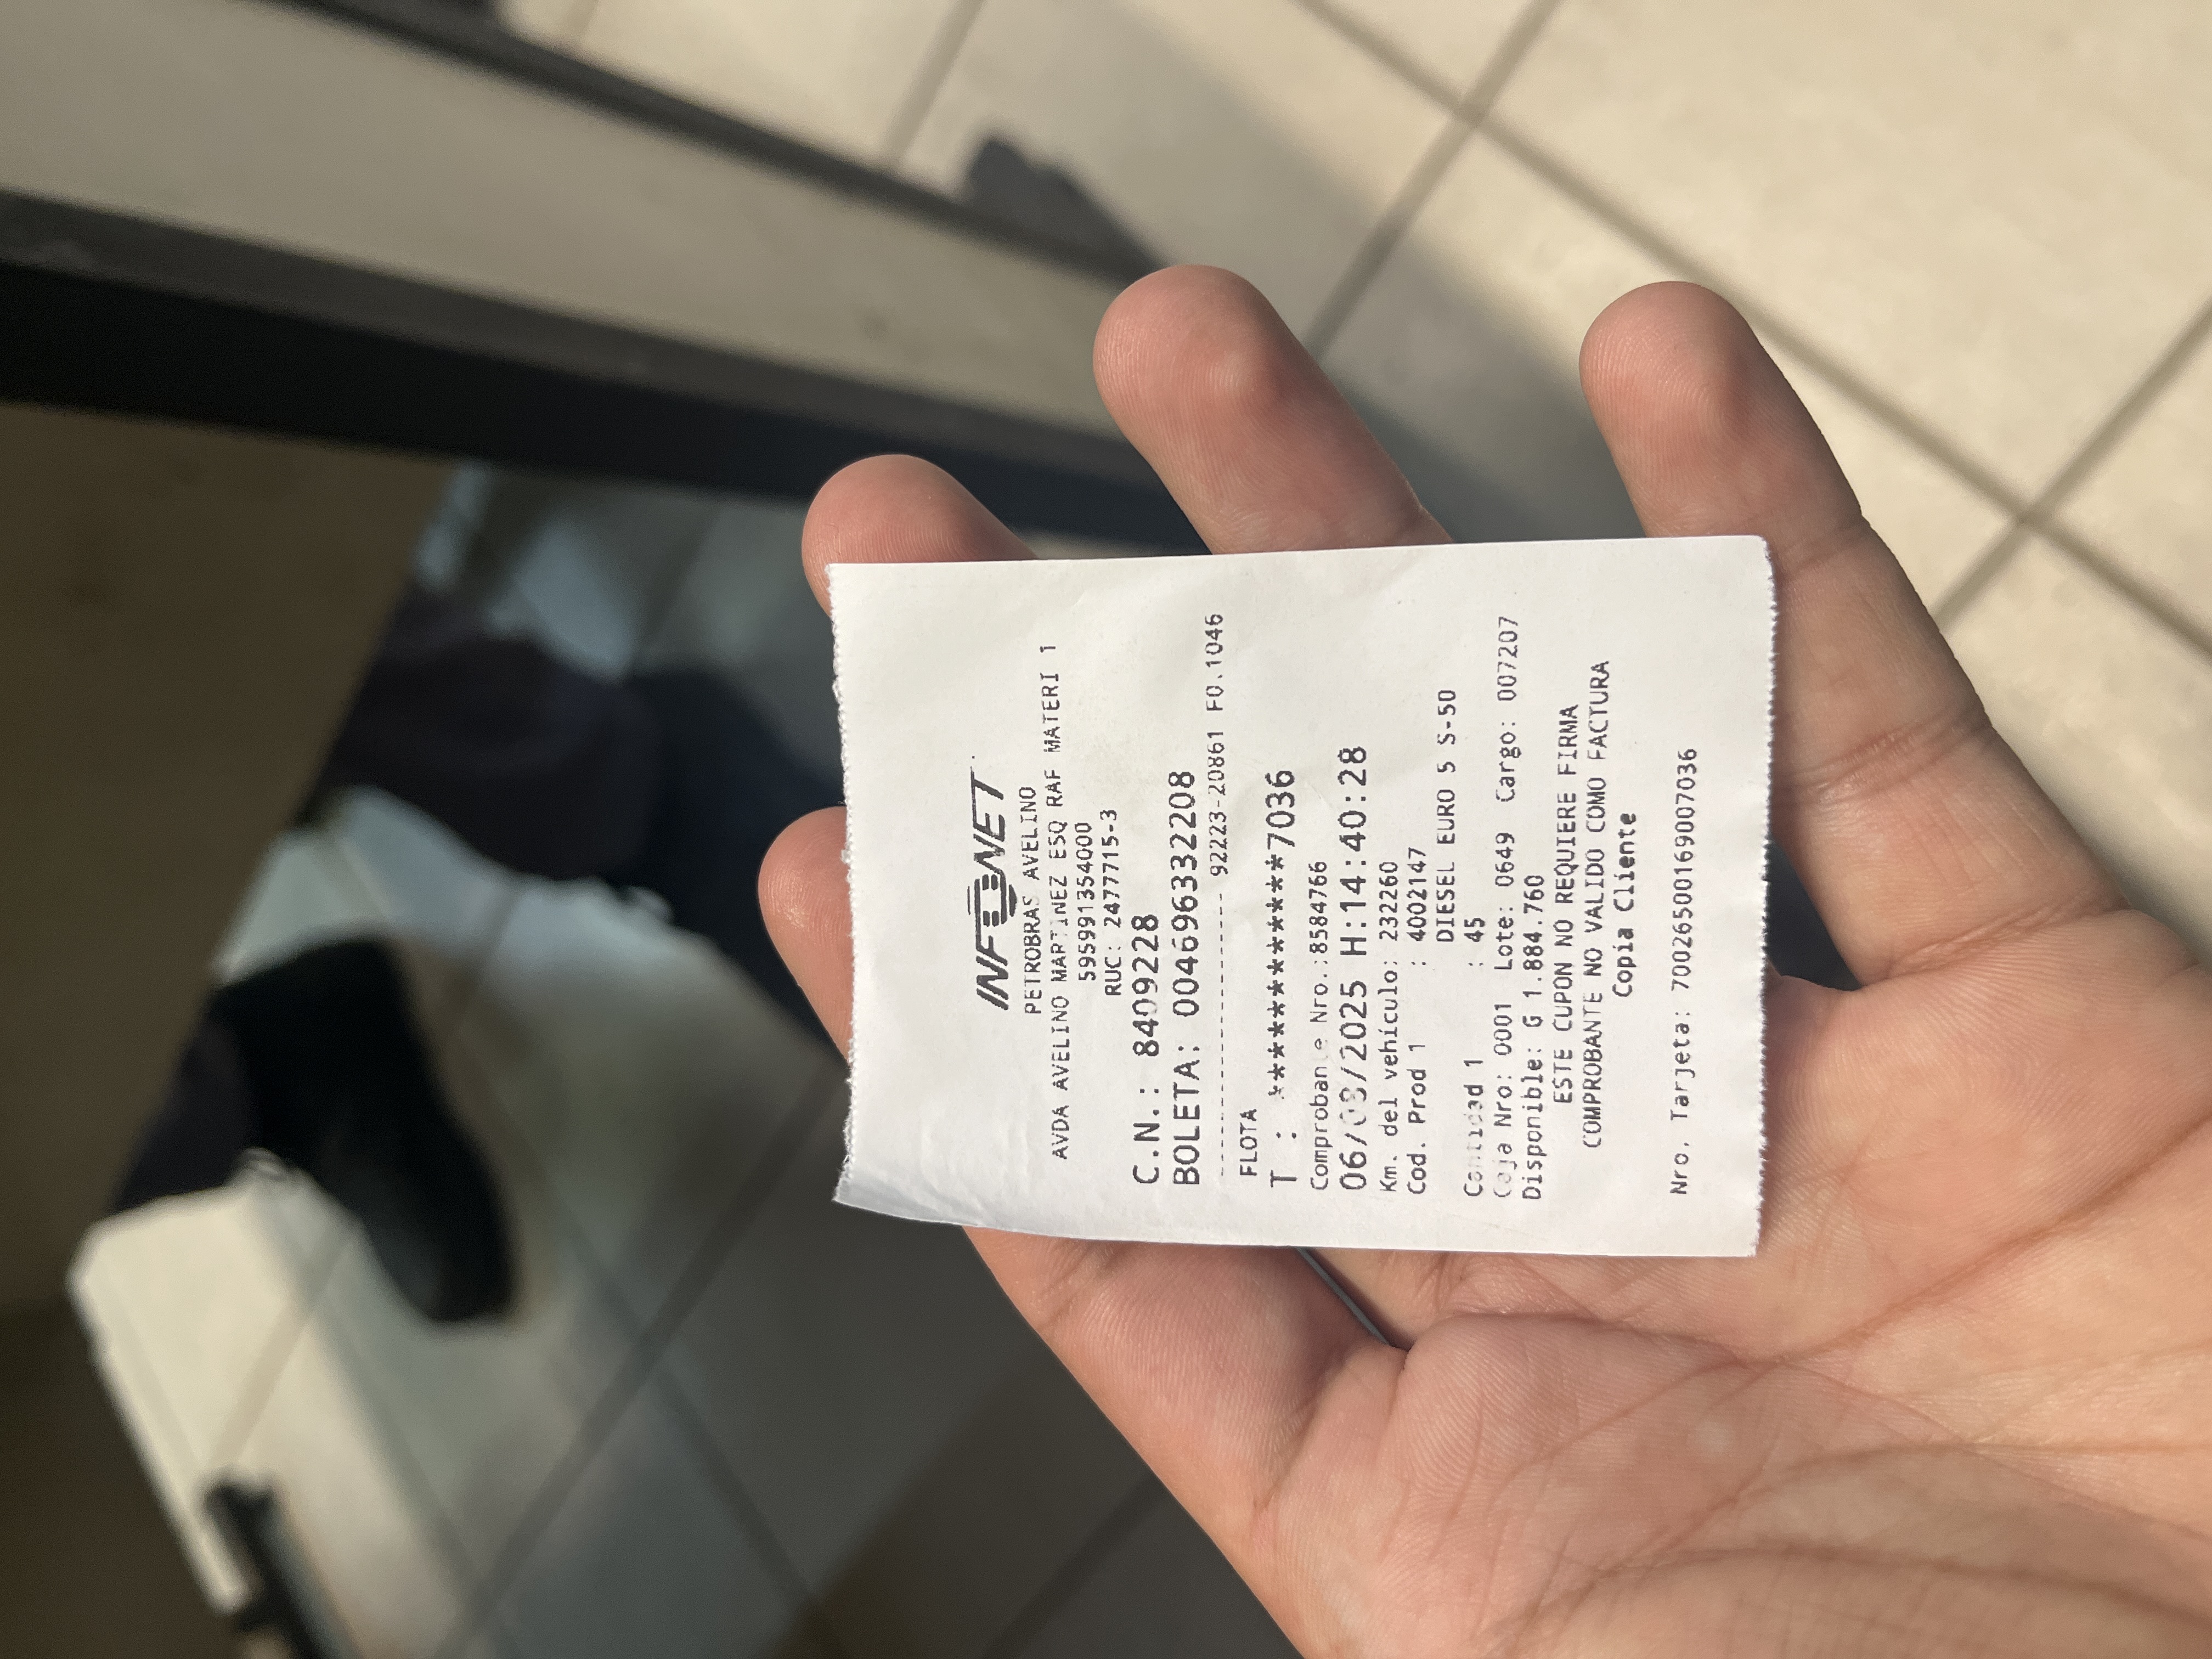 INFONET
PETROBRAS AVELINO
AVDA AVELINO MARTINEZ ESQ RAF MATERI 1
595991354000
RUC: 2477715-3
C.N.: 8409228
BOLETA: 004696332208
--------------------- 92223-20861 F0.1046
FLOTA
T : ************7036
Comprobante Nro.:8584766
06/08/2025 H:14:40:28
Km. del vehículo: 232260
Cod. Prod 1 : 4002147
DIESEL EURO 5 S-50
Cantidad 1 : 45
Caja Nro: 0001 Lote: 0649 Cargo: 007207
Disponible: G 1.884.760
ESTE CUPON NO REQUIERE FIRMA
COMPROBANTE NO VALIDO COMO FACTURA
Copia Cliente
Nro. Tarjeta: 70026500169007036